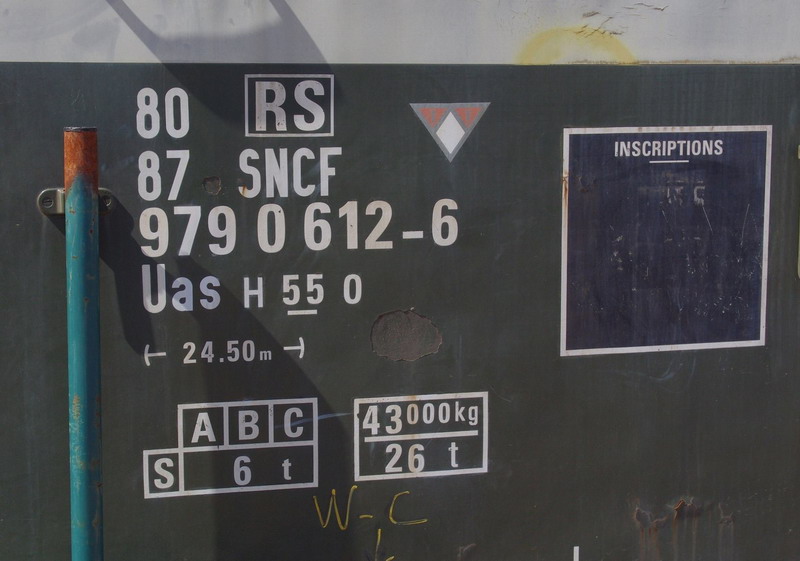 80 RS
87 SNCF
979 0 612-6
Uas H 55 0
24.50m
A B C
S 6 t
43000kg
26 t
W-C
INSCRIPTIONS